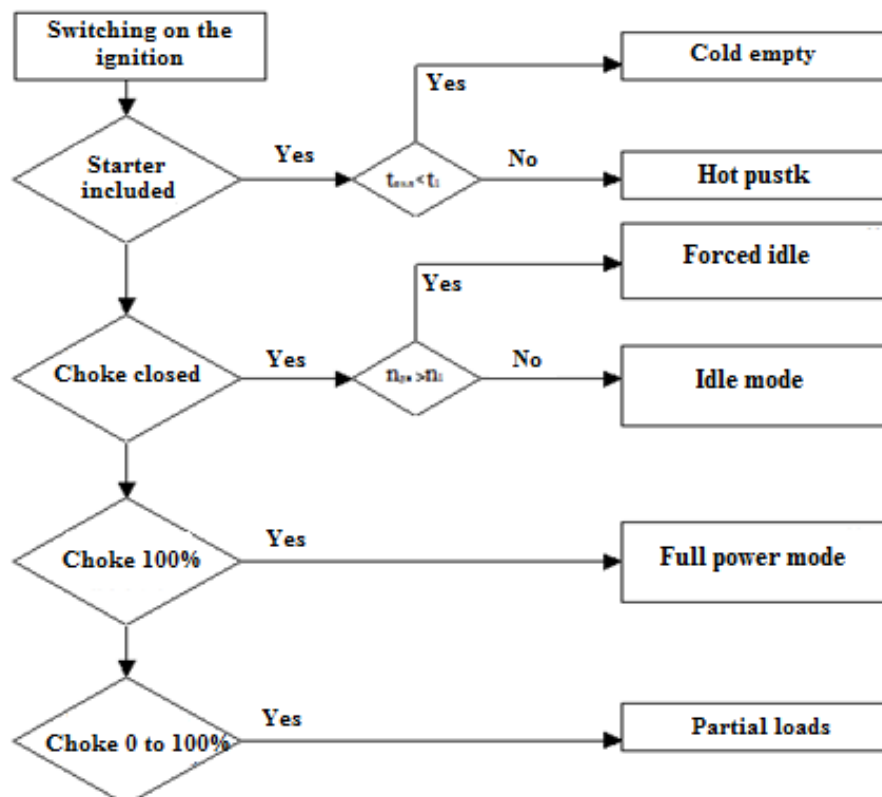 Switching on the
ignition
Cold empty
Yes
Starter
included
Yes
No
Hot pustk
Forced idle
Yes
Choke closed
Yes
No
Idle mode
Choke 100%
Yes
Full power mode
Choke 0 to 100%
Yes
Partial loads